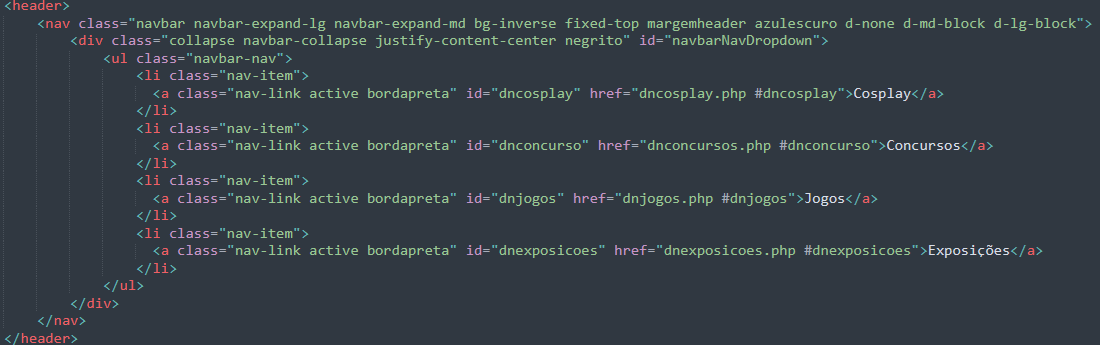 <header>
<nav class="navbar navbar-expand-lg navbar-expand-md bg-inverse fixed-top margemheader azulescuro d-none d-md-block d-lg-block">
<div class="collapse navbar-collapse justify-content-center negrito" id="navbarNavDropdown">
<ul class="navbar-nav">
<li class="nav-item">
<a class="nav-link active bordapreta" id="dncosplay" href="dncosplay.php #dncosplay">Cosplay</a>
</li>
<li class="nav-item">
<a class="nav-link active bordapreta" id="dnconcurso" href="dnconcursos.php #dnconcurso">Concursos</a>
</li>
<li class="nav-item">
<a class="nav-link active bordapreta" id="dnjogos" href="dnjogos.php #dnjogos">Jogos</a>
</li>
<li class="nav-item">
<a class="nav-link active bordapreta" id="dnexposicoes" href="dnexposicoes.php #dnexposicoes">Exposições</a>
</li>
</ul>
</div>
</nav>
</header>